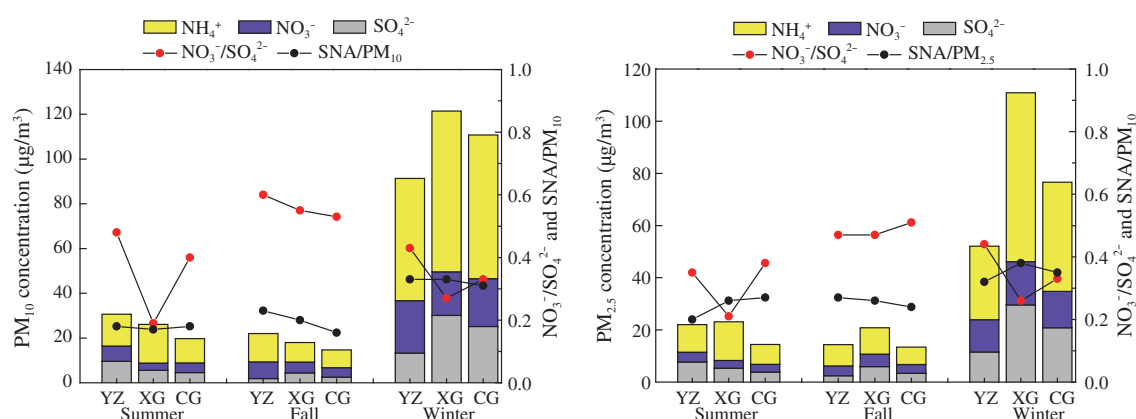 NH₄⁺ NO₃⁻ SO₄²⁻
NO₃⁻/SO₄²⁻ SNA/PM₁₀
PM₁₀ concentration (μg/m³)
140
120
100
80
60
40
20
0
1.0
0.8
0.6
0.4
0.2
0.0
NO₃⁻/SO₄²⁻ and SNA/PM₁₀
YZ XG CG YZ XG CG YZ XG CG
Summer Fall Winter
NH₄⁺ NO₃⁻ SO₄²⁻
NO₃⁻/SO₄²⁻ SNA/PM₂.₅
PM₂.₅ concentration (μg/m³)
120
100
80
60
40
20
0
1.0
0.8
0.6
0.4
0.2
0.0
NO₃⁻/SO₄²⁻ and SNA/PM₁₀
YZ XG CG YZ XG CG YZ XG CG
Summer Fall Winter